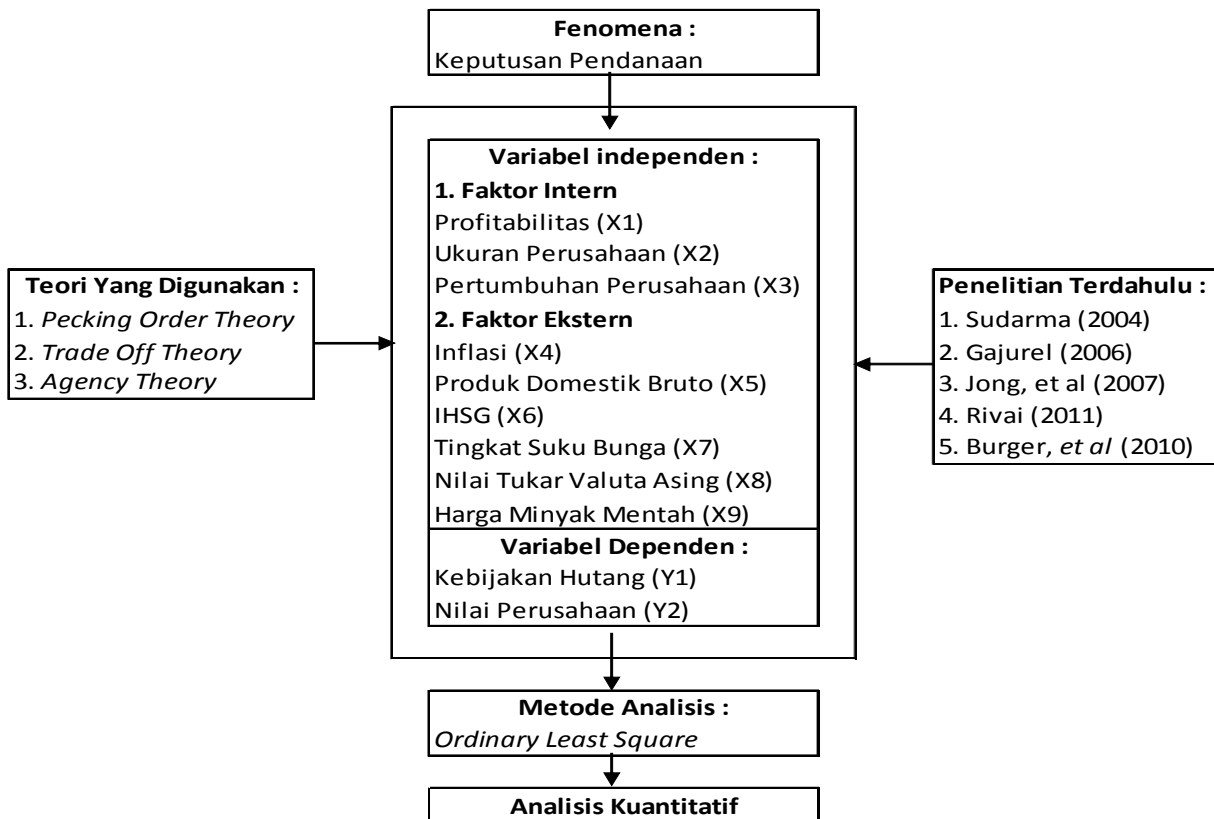 Fenomena :
Keputusan Pendanaan
Teori Yang Digunakan :
1. Pecking Order Theory
2. Trade Off Theory
3. Agency Theory
Variabel independen :
1. Faktor Intern
Profitabilitas (X1)
Ukuran Perusahaan (X2)
Pertumbuhan Perusahaan (X3)
2. Faktor Ekstern
Inflasi (X4)
Produk Domestik Bruto (X5)
IHSG (X6)
Tingkat Suku Bunga (X7)
Nilai Tukar Valuta Asing (X8)
Harga Minyak Mentah (X9)
Variabel Dependen :
Kebijakan Hutang (Y1)
Nilai Perusahaan (Y2)
Penelitian Terdahulu :
1. Sudarma (2004)
2. Gajurel (2006)
3. Jong, et al (2007)
4. Rivai (2011)
5. Burger, et al (2010)
Metode Analisis :
Ordinary Least Square
Analisis Kuantitatif